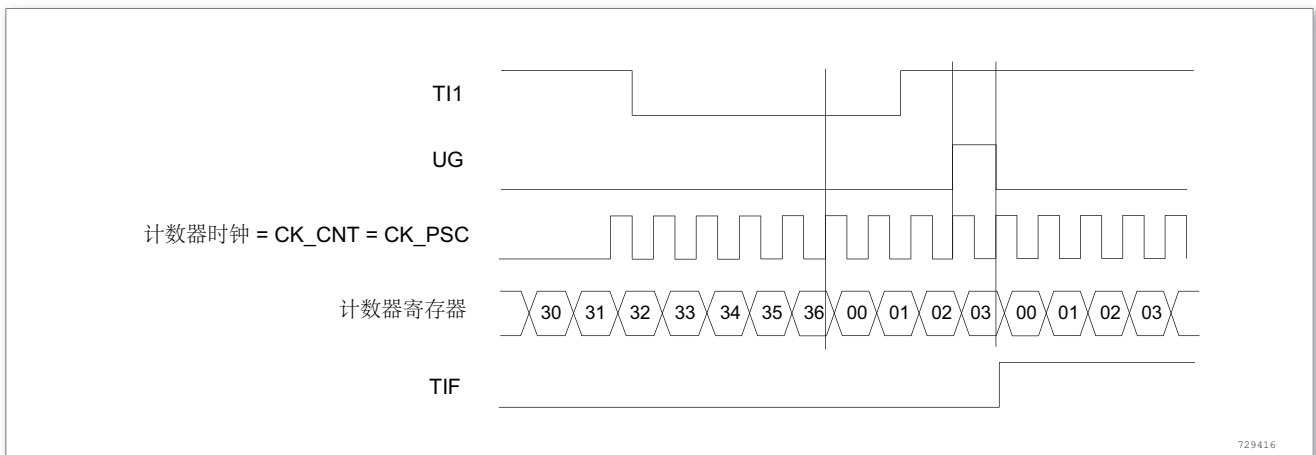 TI1
UG
计数器时钟 = CK_CNT = CK_PSC
计数器寄存器 30 31 32 33 34 35 36 00 01 02 03 00 01 02 03
TIF
729416